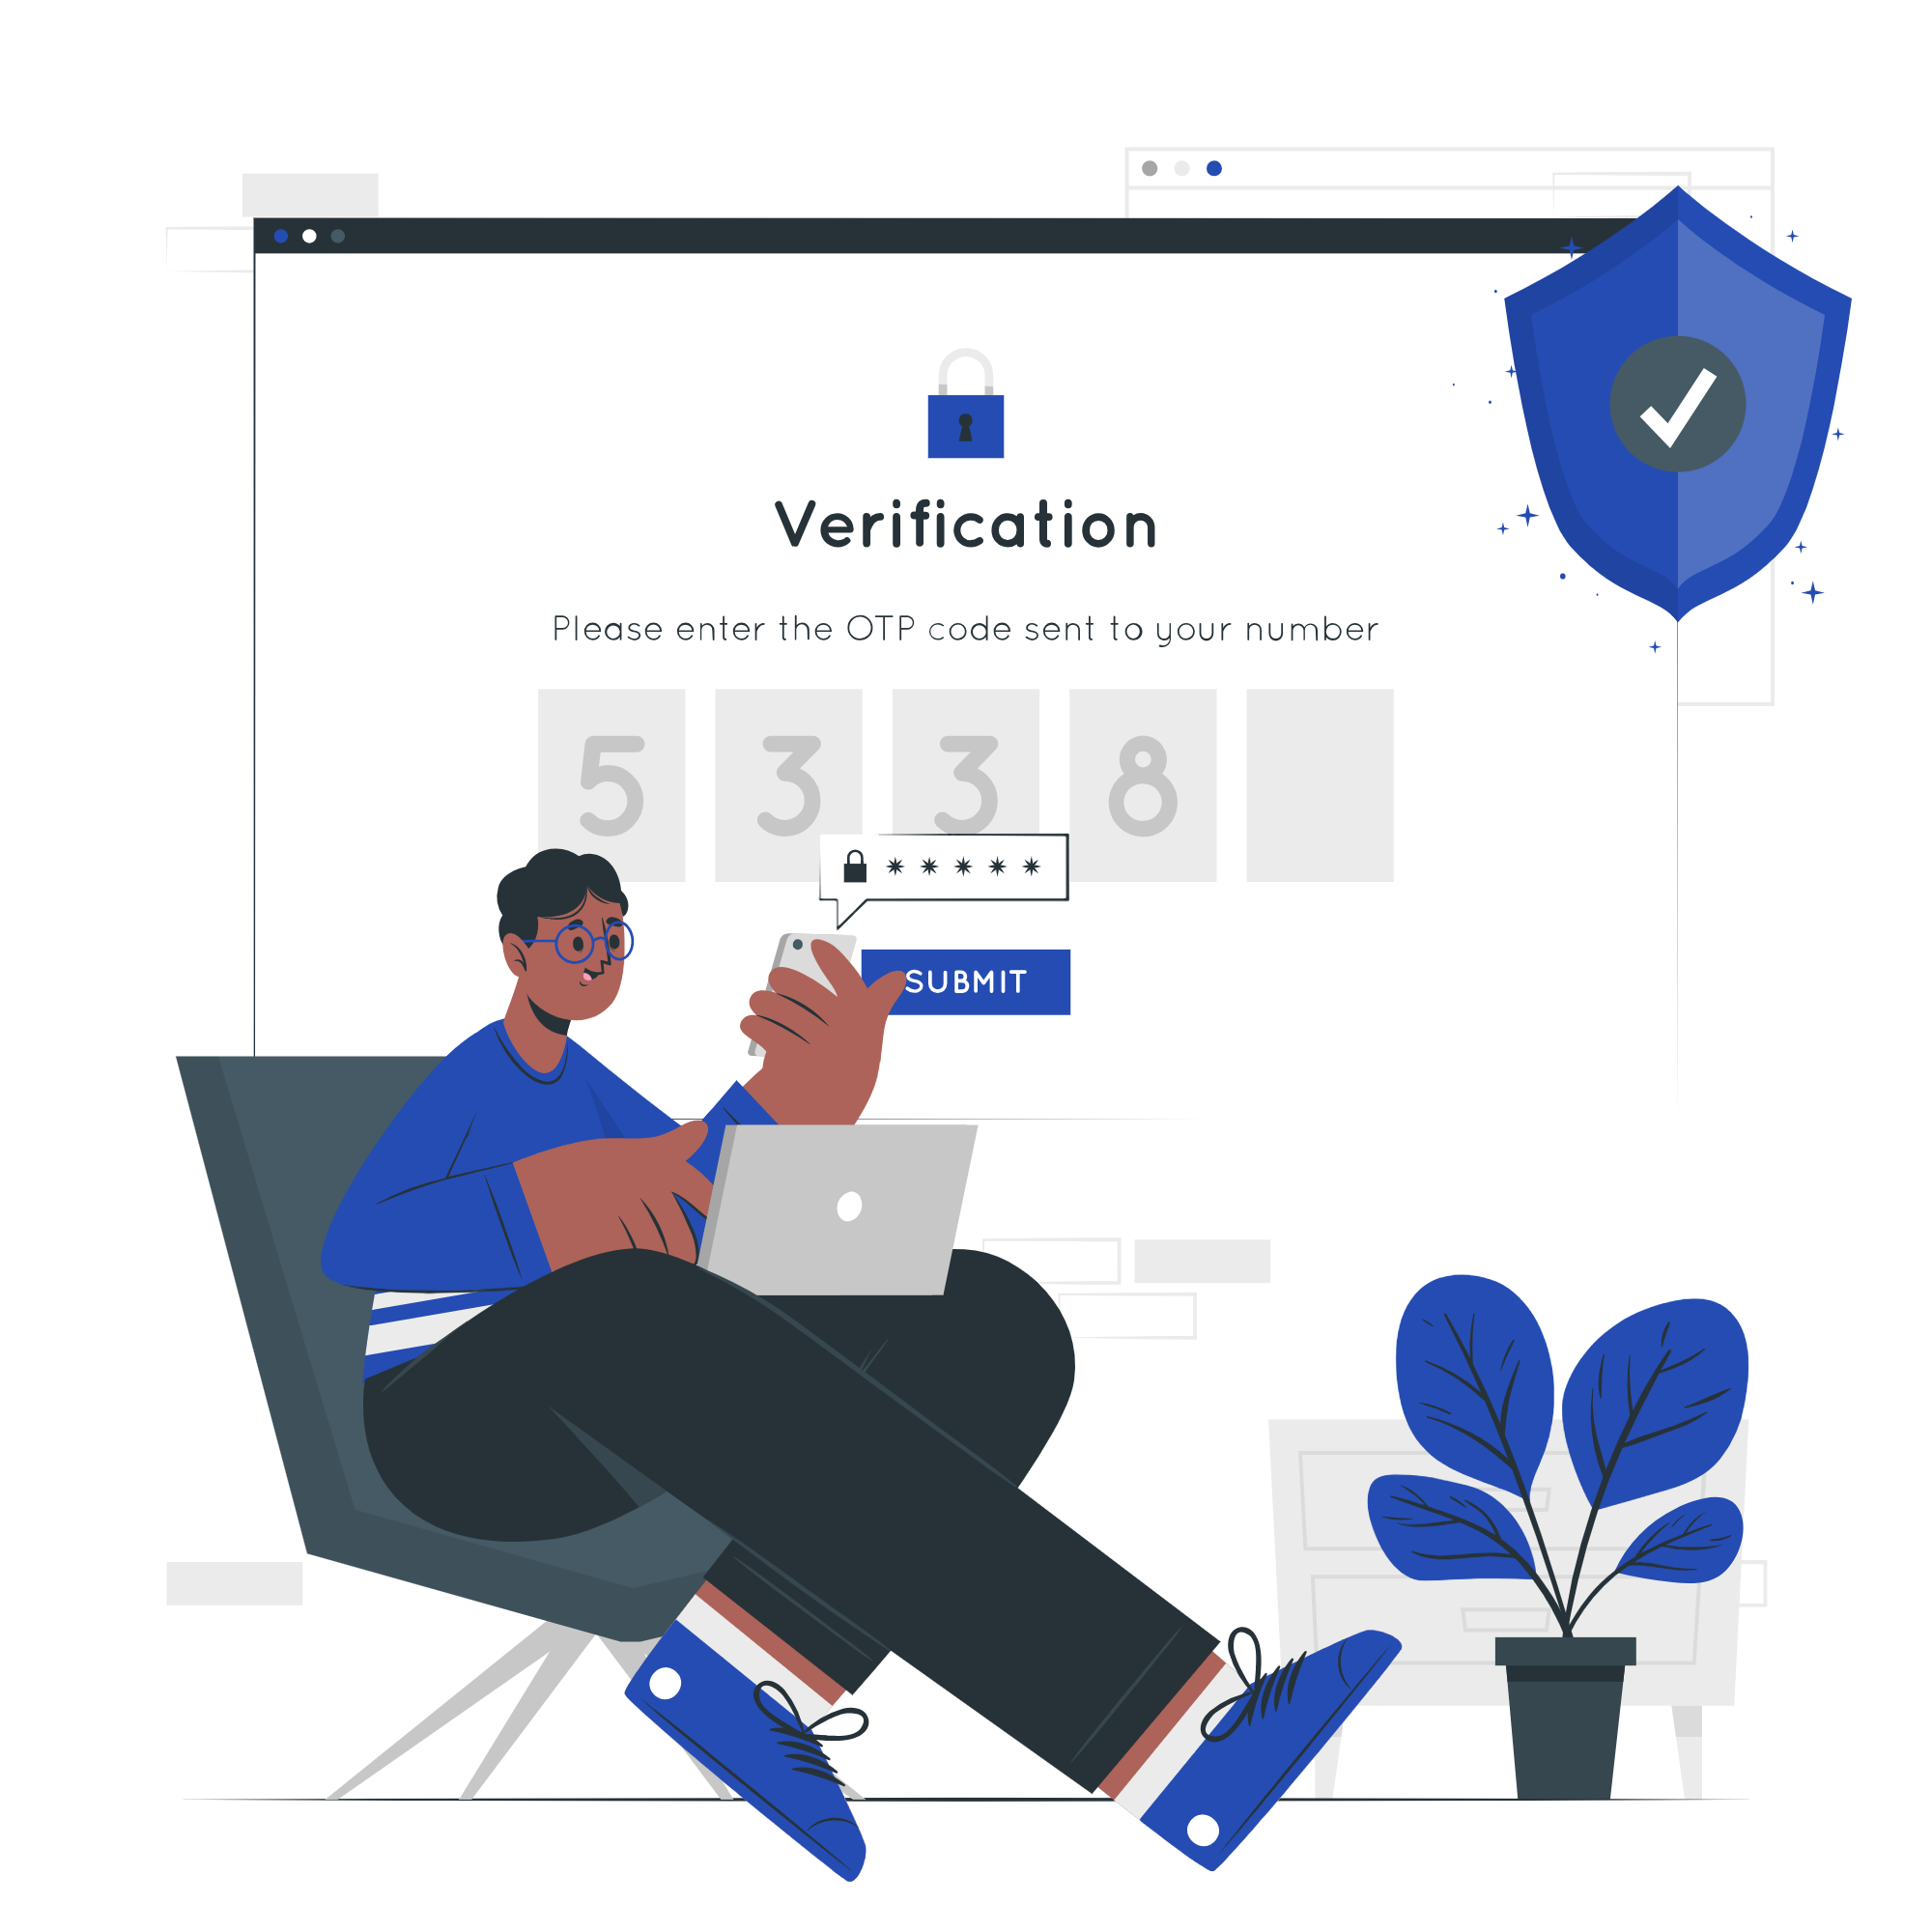 Verification
Please enter the OTP code sent to your number
5 3 3 8
* * * * *
SUBMIT